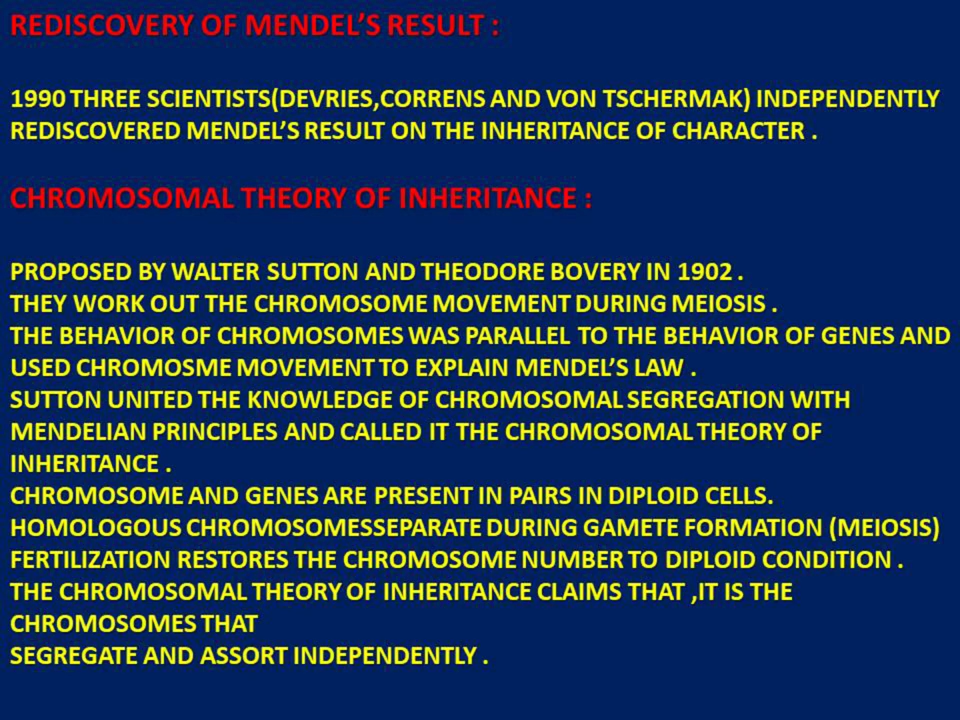 REDISCOVERY OF MENDEL’S RESULT :
1990 THREE SCIENTISTS(DEVRIES,CORRENS AND VON TSCHERMAK) INDEPENDENTLY
REDISCOVERED MENDEL’S RESULT ON THE INHERITANCE OF CHARACTER .
CHROMOSOMAL THEORY OF INHERITANCE :
PROPOSED BY WALTER SUTTON AND THEODORE BOVERY IN 1902 .
THEY WORK OUT THE CHROMOSOME MOVEMENT DURING MEIOSIS .
THE BEHAVIOR OF CHROMOSOMES WAS PARALLEL TO THE BEHAVIOR OF GENES AND
USED CHROMOSME MOVEMENT TO EXPLAIN MENDEL’S LAW .
SUTTON UNITED THE KNOWLEDGE OF CHROMOSOMAL SEGREGATION WITH
MENDELIAN PRINCIPLES AND CALLED IT THE CHROMOSOMAL THEORY OF
INHERITANCE .
CHROMOSOME AND GENES ARE PRESENT IN PAIRS IN DIPLOID CELLS.
HOMOLOGOUS CHROMOSOMESSEPARATE DURING GAMETE FORMATION (MEIOSIS)
FERTILIZATION RESTORES THE CHROMOSOME NUMBER TO DIPLOID CONDITION .
THE CHROMOSOMAL THEORY OF INHERITANCE CLAIMS THAT ,IT IS THE
CHROMOSOMES THAT
SEGREGATE AND ASSORT INDEPENDENTLY .